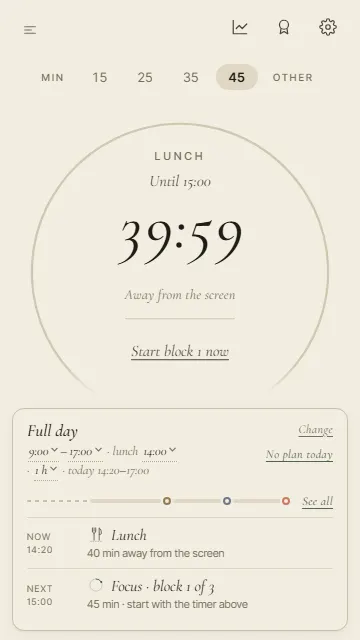 MIN 15 25 35 45 OTHER
LUNCH
Until 15:00
39:59
Away from the screen
Start block 1 now
Full day
Change
9:00 – 17:00 · lunch 14:00
No plan today
· 1 h · today 14:20–17:00
See all
NOW
14:20
Lunch
40 min away from the screen
NEXT
15:00
Focus · block 1 of 3
45 min · start with the timer above